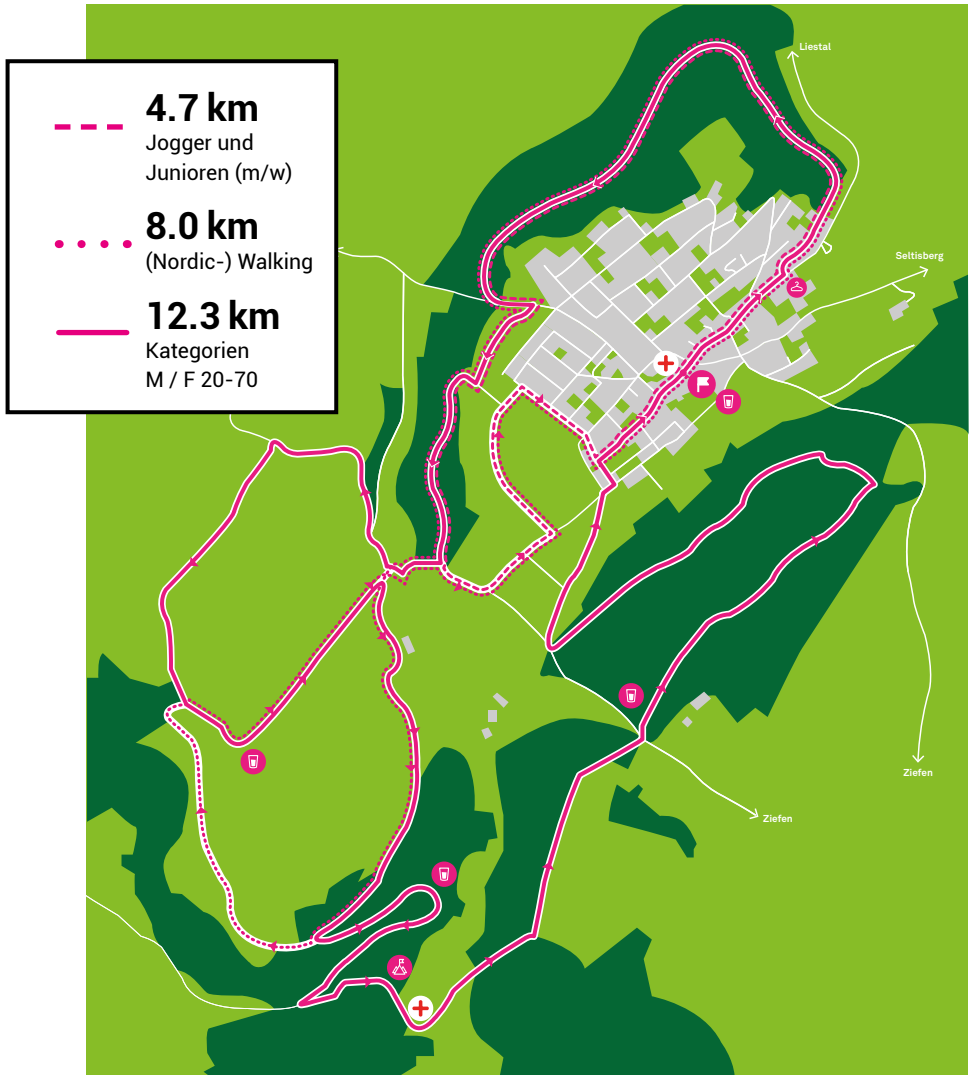 4.7 km
Jogger und
Junioren (m/w)
8.0 km
(Nordic-) Walking
12.3 km
Kategorien
M / F 20-70
Liestal
Seltisberg
Ziefen
Ziefen